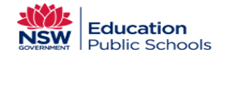 NSW
GOVERNMENT
Education
Public Schools